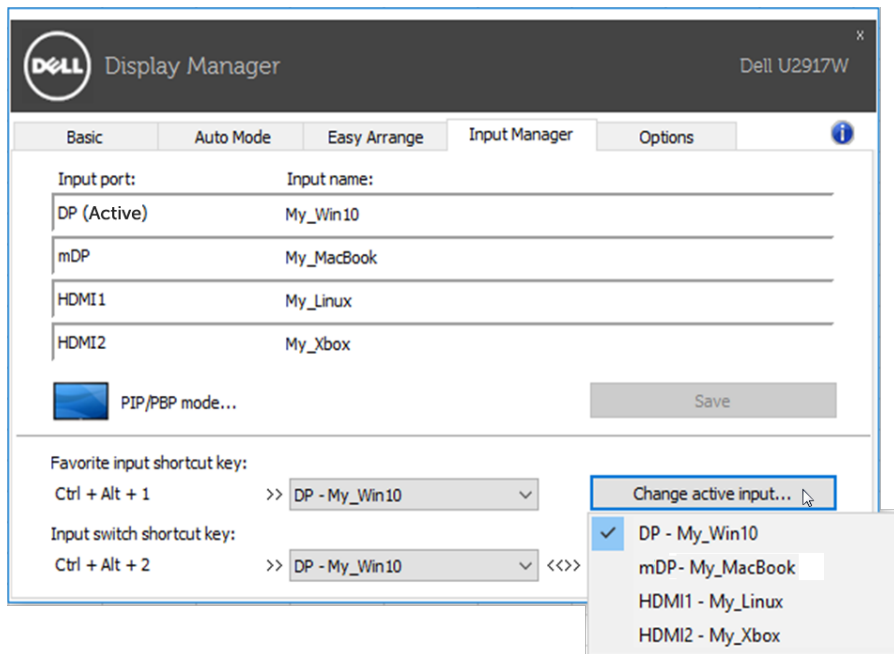 DELL Display Manager
x
Dell U2917W
Basic Auto Mode Easy Arrange Input Manager Options i
Input port: Input name:
DP (Active) My_Win10
mDP My_MacBook
HDMI1 My_Linux
HDMI2 My_Xbox
PIP/PBP mode... Save
Favorite input shortcut key:
Ctrl + Alt + 1 >> DP - My_Win10 Change active input...
Input switch shortcut key:
Ctrl + Alt + 2 >> DP - My_Win10 <<>>
DP - My_Win10
mDP- My_MacBook
HDMI1 - My_Linux
HDMI2 - My_Xbox